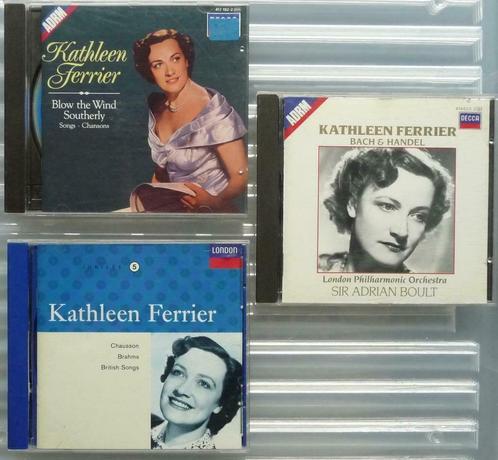 ADRM
Kathleen
Ferrier
Blow the Wind
Southerly
Songs - Chansons
ADRM
DECCA
KATHLEEN FERRIER
BACH & HANDEL
London Philharmonic Orchestra
SIR ADRIAN BOULT
LONDON
5
Kathleen Ferrier
Chausson
Brahms
British Songs